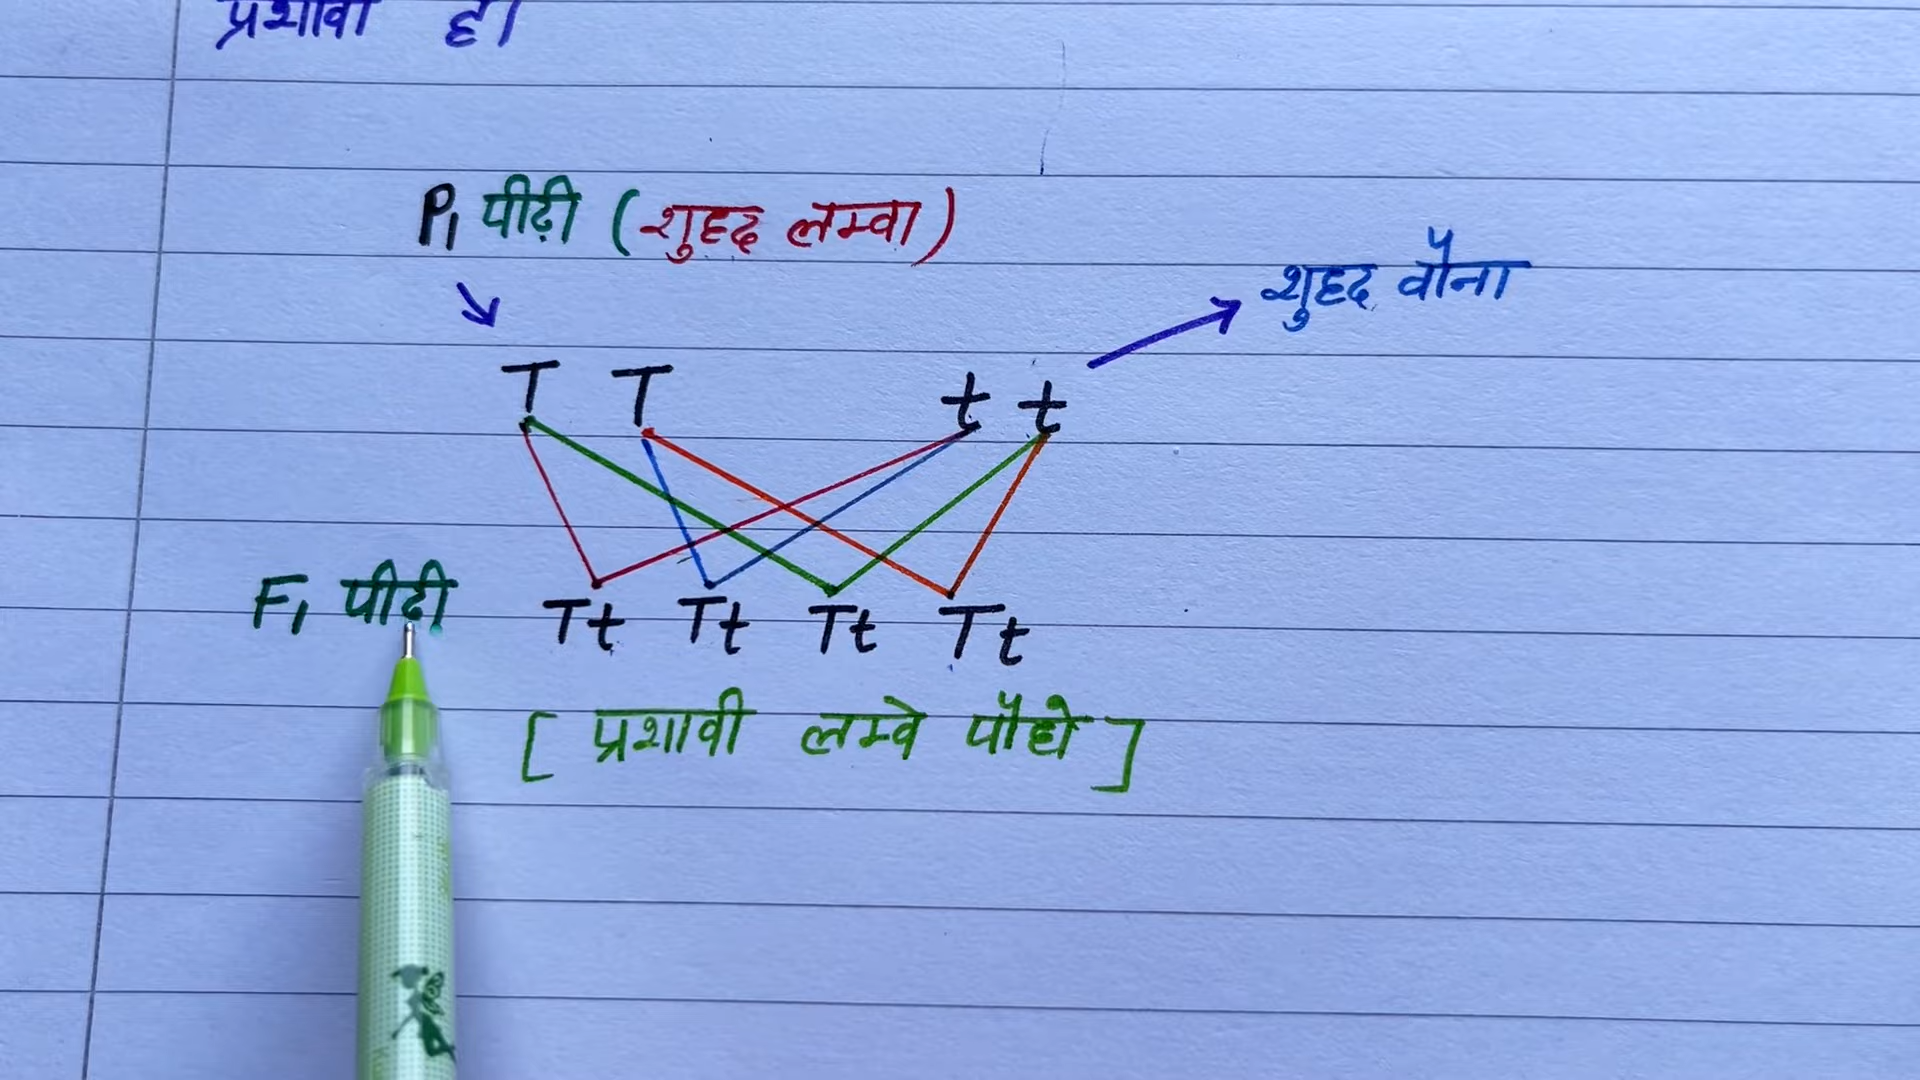 प्रभावी है।
P₁ पीढ़ी (शुद्द लम्वा)
शुद्द वौना
T T t t
F₁ पीढी Tt Tt Tt Tt
[ प्रभावी लम्वे पौधे ]